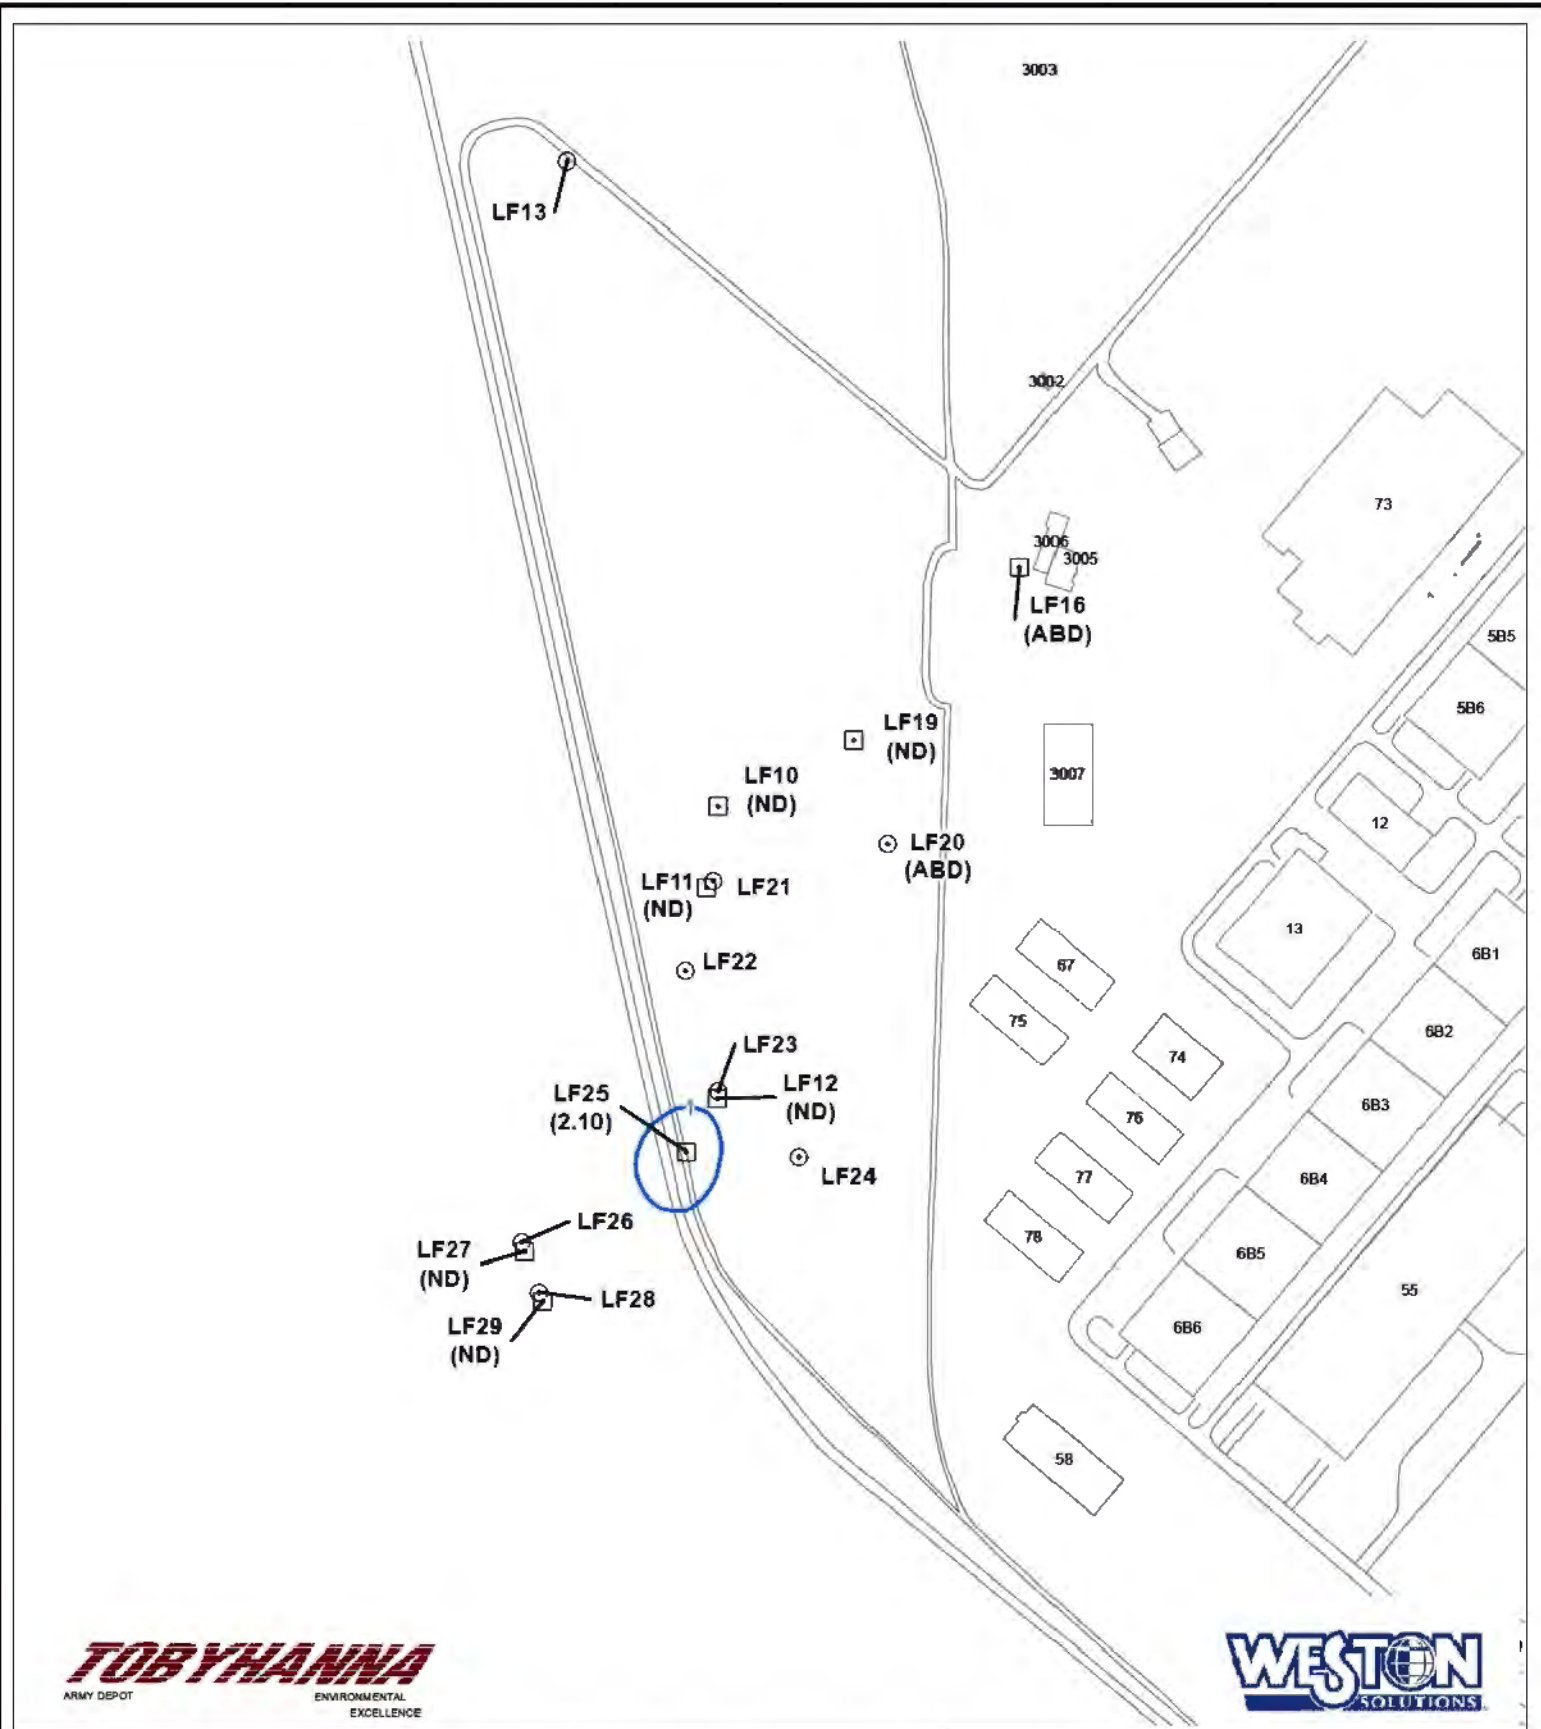 3003
LF13
3002
73
3006
3005
LF16
(ABD)
5B5
5B6
LF19
(ND)
LF10
(ND)
3007
12
LF20
(ABD)
LF11
(ND)
LF21
13
6B1
LF22
67
75
6B2
74
LF23
LF12
(ND)
LF25
(2.10)
6B3
76
LF24
77
6B4
LF26
LF27
(ND)
78
6B5
55
LF28
LF29
(ND)
6B6
58
TOBYHANNA
ARMY DEPOT
ENVIRONMENTAL
EXCELLENCE
WESTON
SOLUTIONS